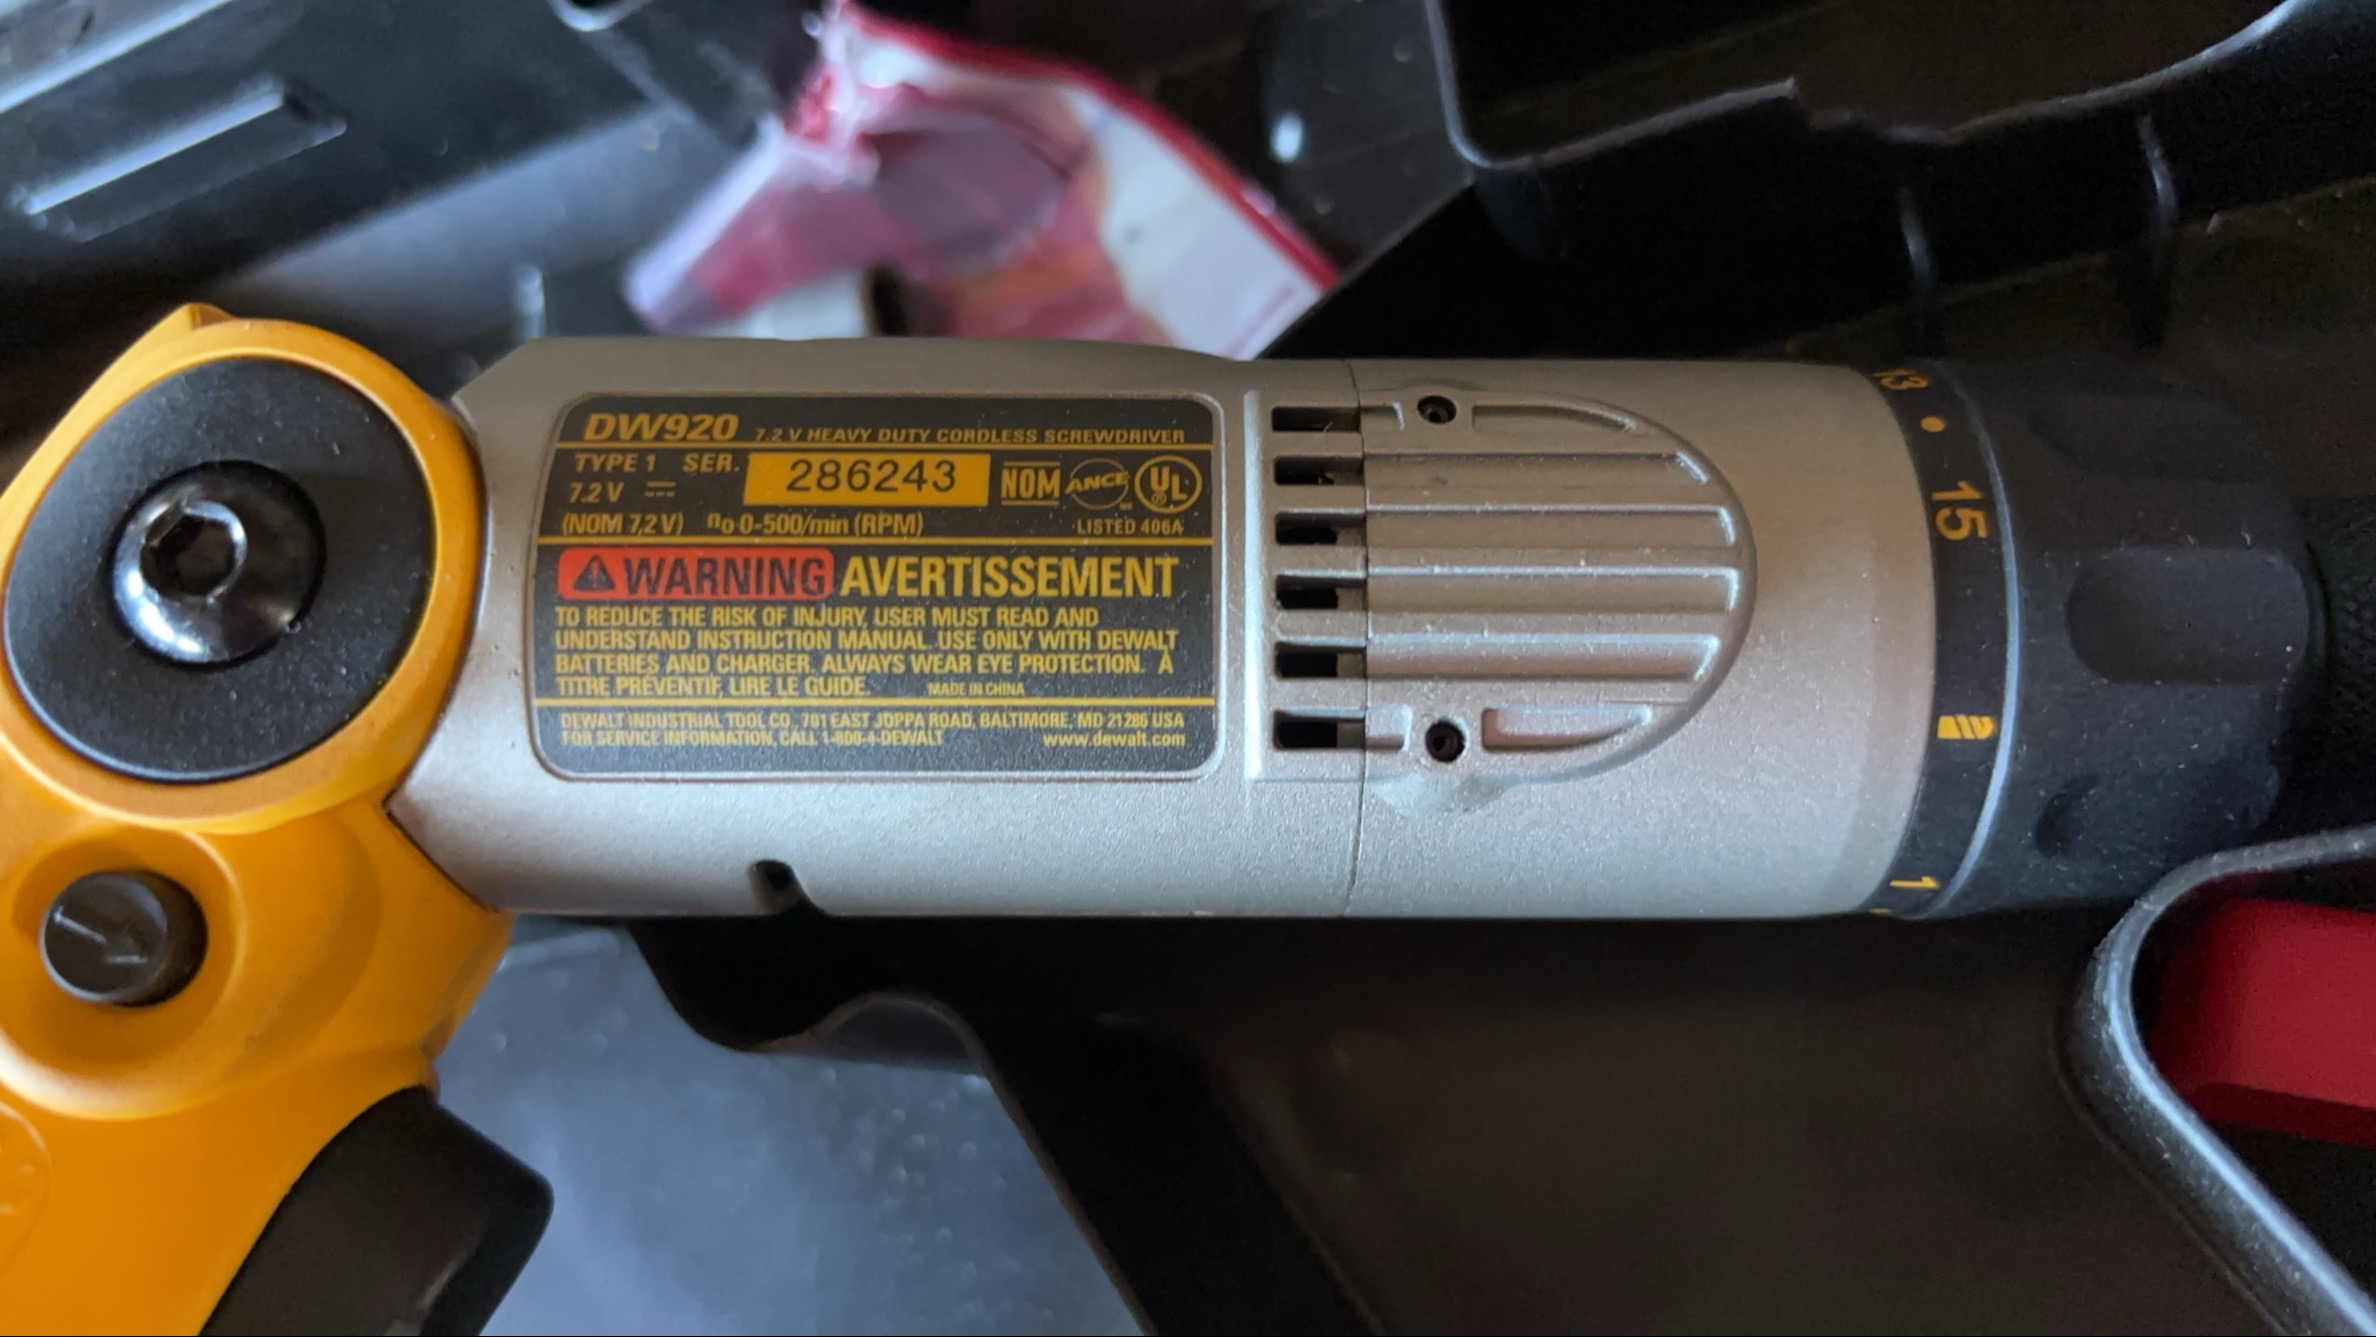 DW920 7.2 V HEAVY DUTY CORDLESS SCREWDRIVER
TYPE 1 SER. 286243 NOM ANCE UL
7.2 V
(NOM 7,2 V) n₀ 0-500/min (RPM) LISTED 406A
WARNING AVERTISSEMENT
TO REDUCE THE RISK OF INJURY, USER MUST READ AND
UNDERSTAND INSTRUCTION MANUAL. USE ONLY WITH DEWALT
BATTERIES AND CHARGER. ALWAYS WEAR EYE PROTECTION. À
TITRE PRÉVENTIF, LIRE LE GUIDE. MADE IN CHINA
DEWALT INDUSTRIAL TOOL CO., 701 EAST JOPPA ROAD, BALTIMORE, MD 21286 USA
FOR SERVICE INFORMATION, CALL 1-800-4-DEWALT www.dewalt.com
13
15
1